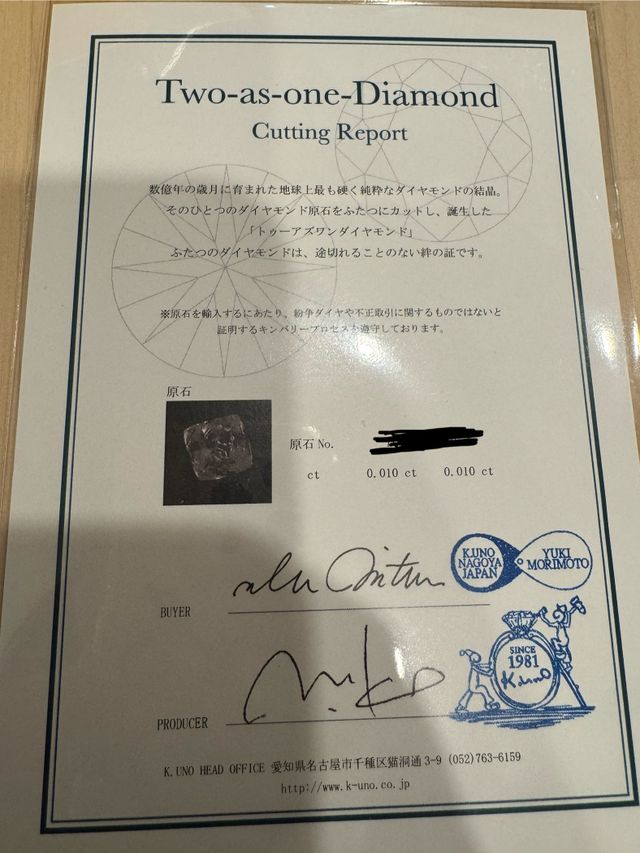 Two-as-one-Diamond
Cutting Report
数億年の歳月に育まれた地球上最も硬く純粋なダイヤモンドの結晶。
そのひとつのダイヤモンド原石をふたつにカットし、誕生した
「トゥーアズワンダイヤモンド」
ふたつのダイヤモンドは、途切れることのない絆の証です。
※原石を輸入するにあたり、紛争ダイヤや不正取引に関するものではないと
証明するキンバリープロセスを遵守しております。
原石
原石 No.
ct 0.010 ct 0.010 ct
K.UNO
NAGOYA
JAPAN
YUKI
MORIMOTO
BUYER
SINCE
1981
K.uno
PRODUCER
K.UNO HEAD OFFICE 愛知県名古屋市千種区猫洞通 3-9 (052)763-6159
http://www.k-uno.co.jp